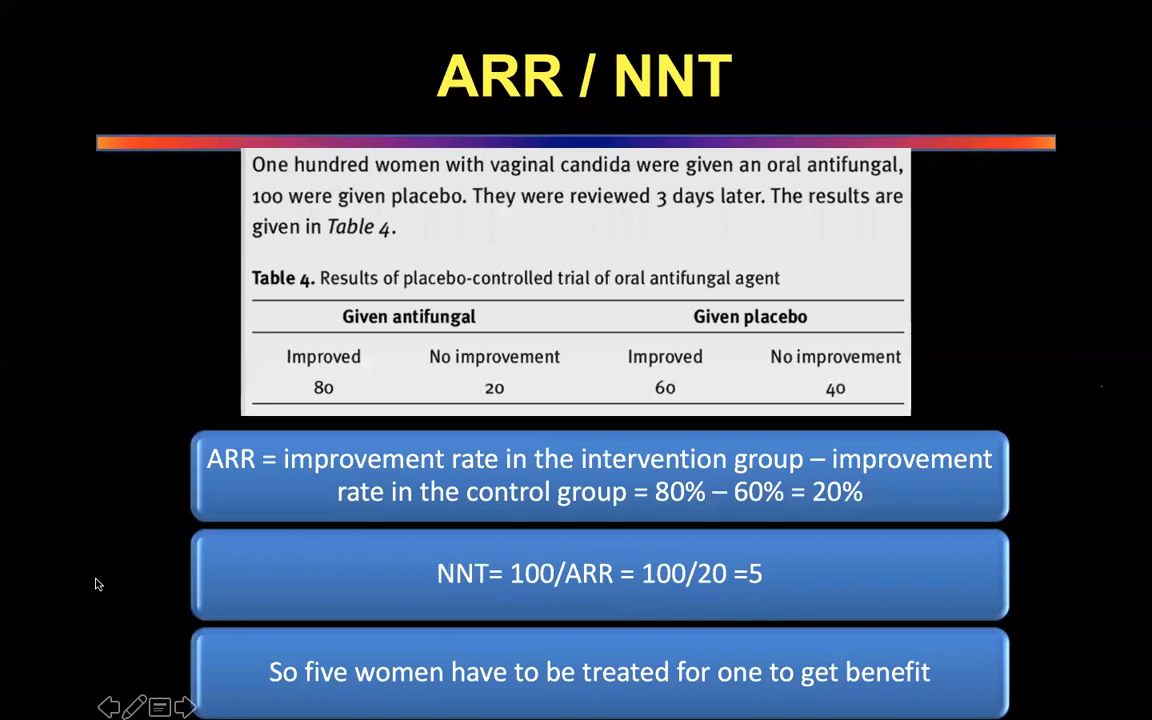 ARR / NNT
One hundred women with vaginal candida were given an oral antifungal,
100 were given placebo. They were reviewed 3 days later. The results are
given in Table 4.
Table 4. Results of placebo-controlled trial of oral antifungal agent
Given antifungal Given placebo
Improved No improvement Improved No improvement
80 20 60 40
ARR = improvement rate in the intervention group – improvement
rate in the control group = 80% – 60% = 20%
NNT= 100/ARR = 100/20 =5
So five women have to be treated for one to get benefit